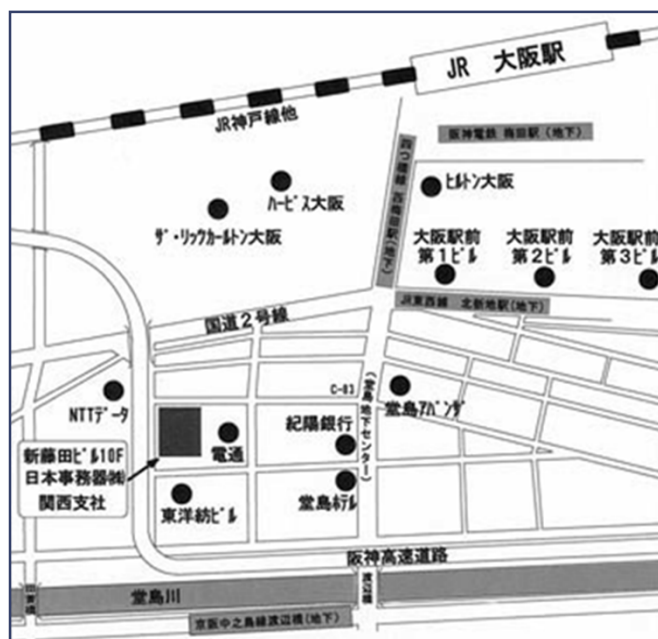 JR 大阪駅
JR神戸線他
阪神電鉄 梅田駅(地下)
四つ橋線 西梅田駅(地下)
ヒルトン大阪
ハービス大阪
ザ・リッツカールトン大阪
大阪駅前
第1ビル
大阪駅前
第2ビル
大阪駅前
第3ビル
JR東西線 北新地駅(地下)
国道2号線
C-83
(堂島地下センター)
堂島アバンザ
NTTデータ
新藤田ビル10F
日本事務器㈱
関西支社
電通
紀陽銀行
東洋紡ビル
堂島ホテル
阪神高速道路
堂島川
渡辺橋
京阪中之島線渡辺橋(地下)